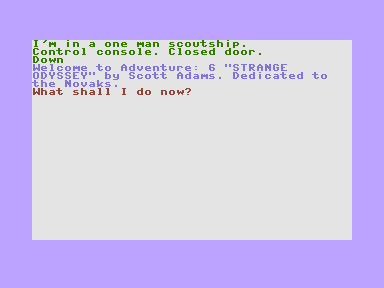 I'm in a one man scoutship.
Control console. Closed door.
Down
Welcome to Adventure: 6 "STRANGE
ODYSSEY" by Scott Adams. Dedicated to
the Novaks.
What shall I do now?